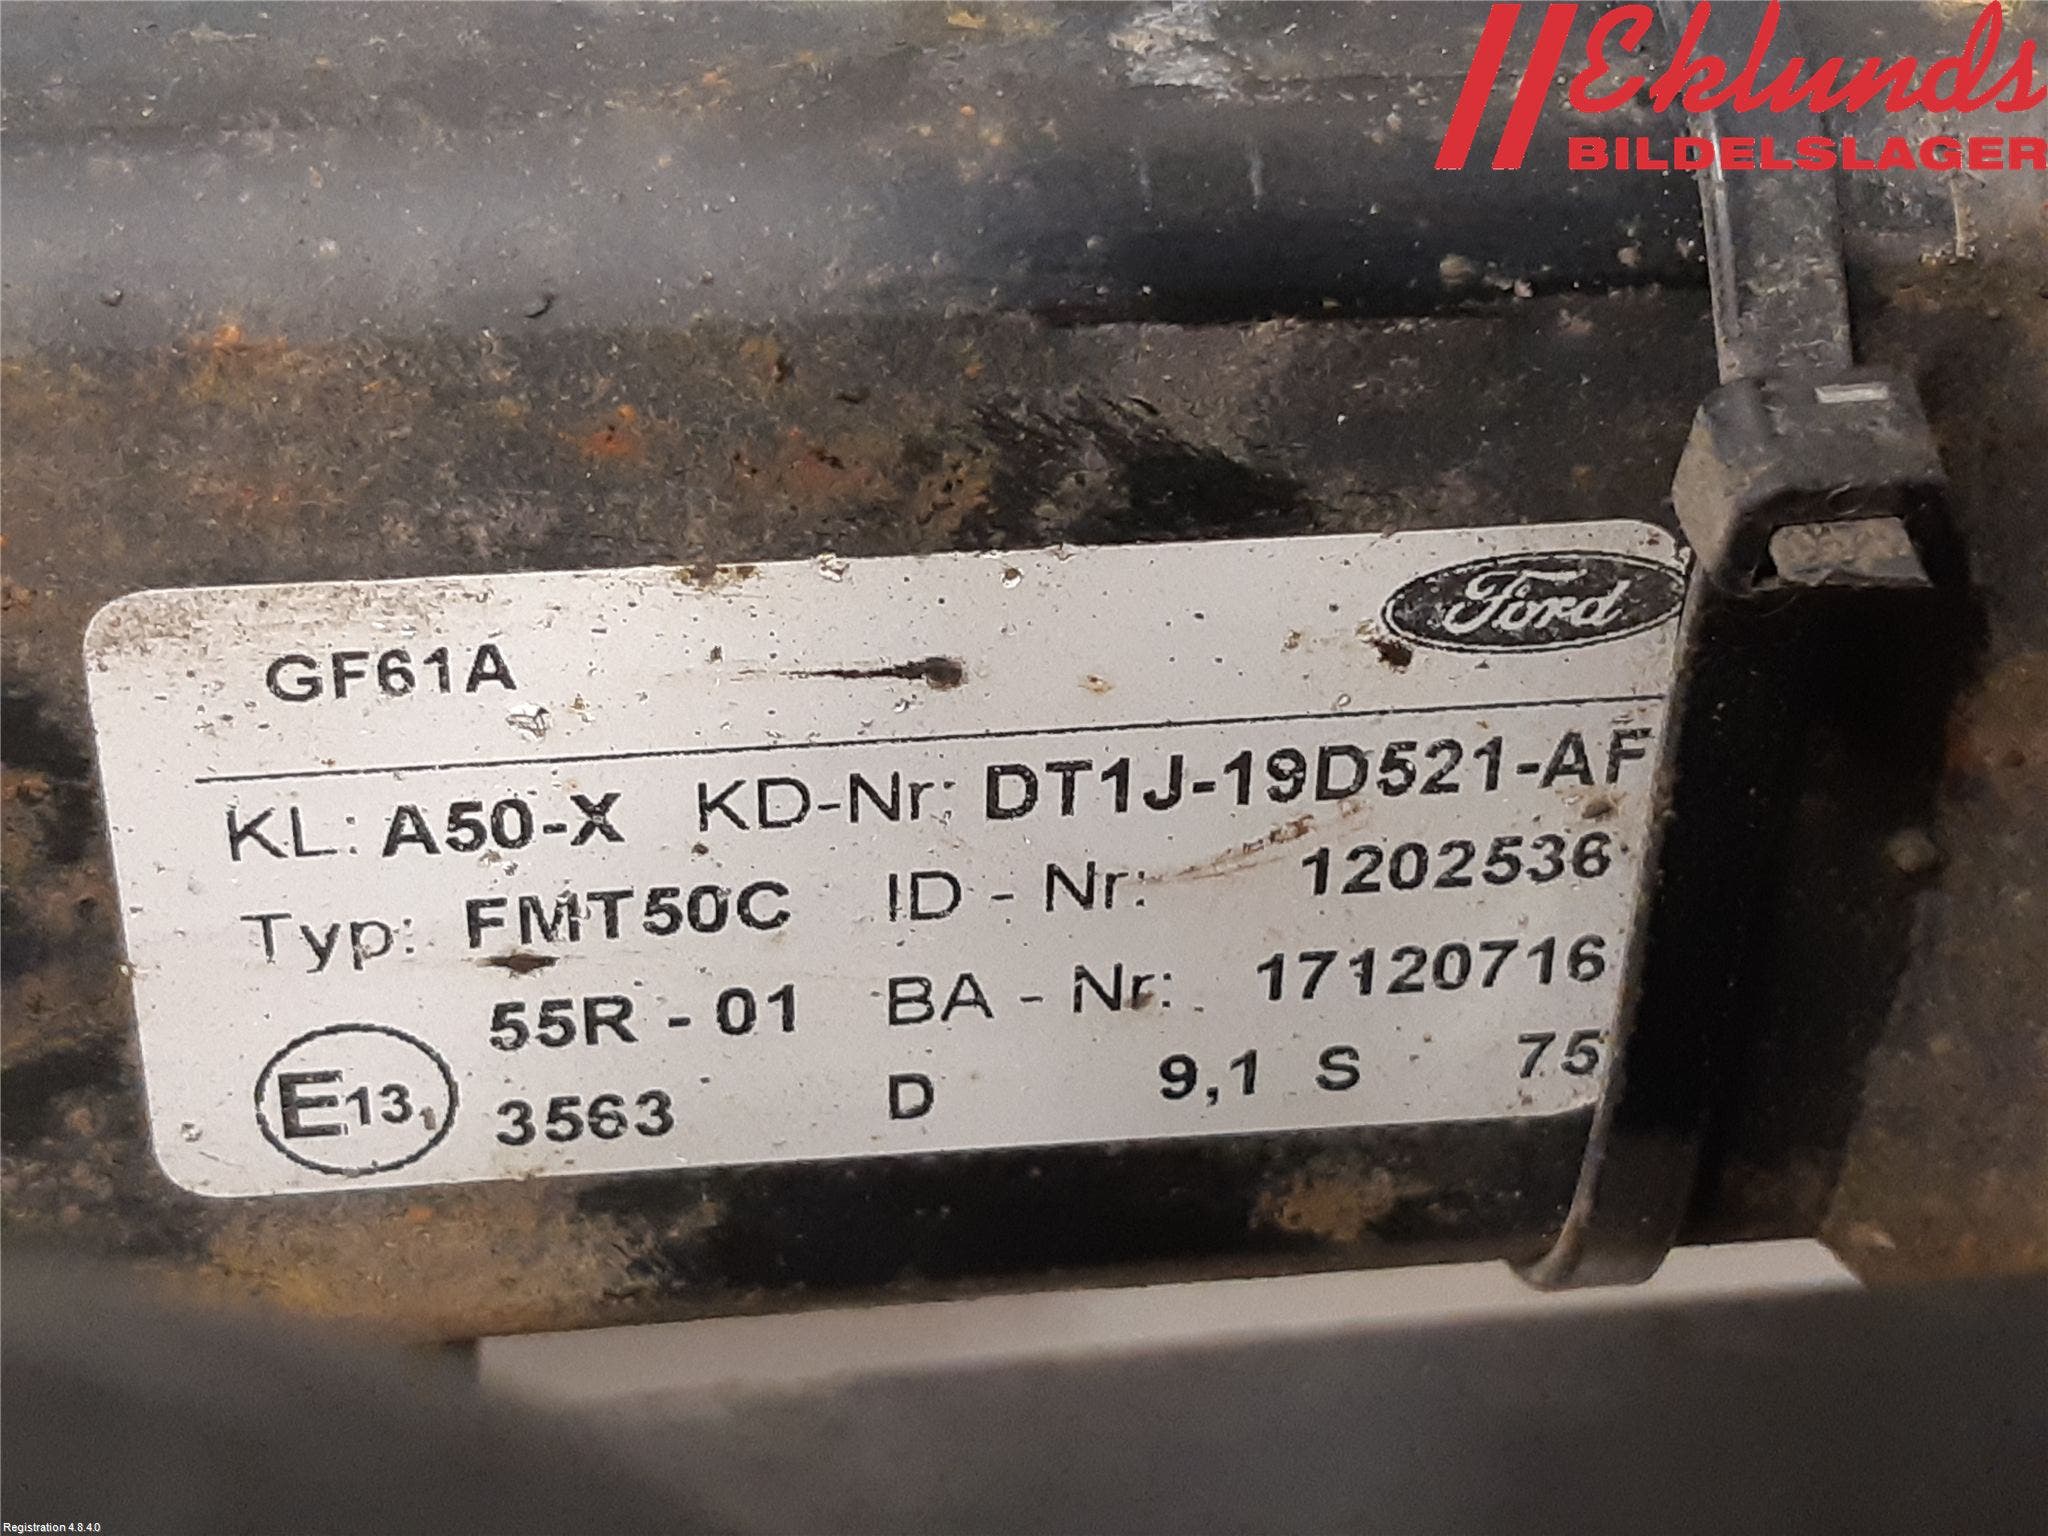 Eklunds
BILDELSLAGER
Ford
GF61A
KL: A50-X KD-Nr: DT1J-19D521-AF
Typ: FMT50C ID - Nr: 1202536
55R - 01 BA - Nr: 17120716
E13 3563 D 9,1 S 75
Registration 4.8.4.0